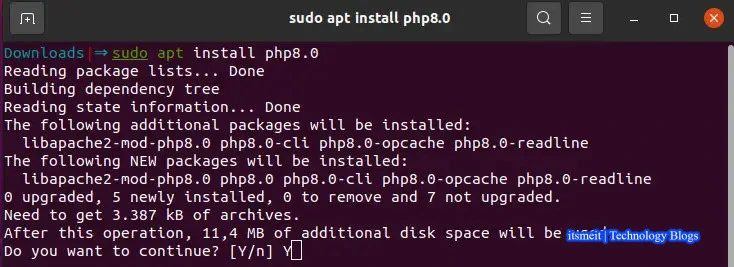 sudo apt install php8.0
Downloads|⇒ sudo apt install php8.0
Reading package lists... Done
Building dependency tree
Reading state information... Done
The following additional packages will be installed:
  libapache2-mod-php8.0 php8.0-cli php8.0-opcache php8.0-readline
The following NEW packages will be installed:
  libapache2-mod-php8.0 php8.0 php8.0-cli php8.0-opcache php8.0-readline
0 upgraded, 5 newly installed, 0 to remove and 7 not upgraded.
Need to get 3.387 kB of archives.
After this operation, 11,4 MB of additional disk space will be
itsmeit | Technology Blogs
Do you want to continue? [Y/n] Y